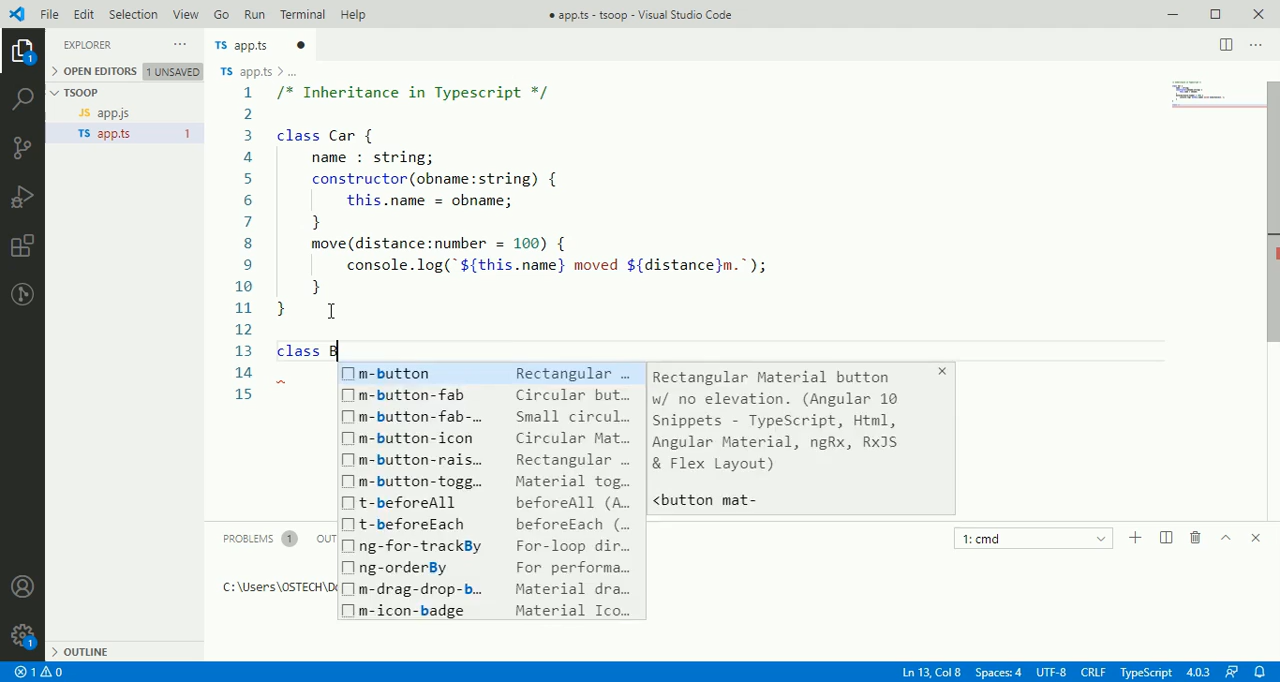 File Edit Selection View Go Run Terminal Help
● app.ts - tsoop - Visual Studio Code
1
EXPLORER ···
OPEN EDITORS 1 UNSAVED
TSOOP
JS app.js
TS app.ts 1
OUTLINE
1
TS app.ts ●
TS app.ts > ...
1 /* Inheritance in Typescript */
2
3 class Car {
4 name : string;
5 constructor(obname:string) {
6 this.name = obname;
7 }
8 move(distance:number = 100) {
9 console.log(`${this.name} moved ${distance}m.`);
10 }
11 }
12
13 class B
14
15
m-button Rectangular …
m-button-fab Circular but…
m-button-fab-… Small circul…
m-button-icon Circular Mat…
m-button-rais… Rectangular …
m-button-togg… Material tog…
t-beforeAll beforeAll (A…
t-beforeEach beforeEach (…
ng-for-trackBy For-loop dir…
ng-orderBy For performa…
m-drag-drop-b… Material dra…
m-icon-badge Material Ico…
Rectangular Material button
w/ no elevation. (Angular 10
Snippets - TypeScript, Html,
Angular Material, ngRx, RxJS
& Flex Layout)
<button mat-
PROBLEMS 1 OUT
1: cmd
C:\Users\OSTECH\Do
1 0
Ln 13, Col 8 Spaces: 4 UTF-8 CRLF TypeScript 4.0.3